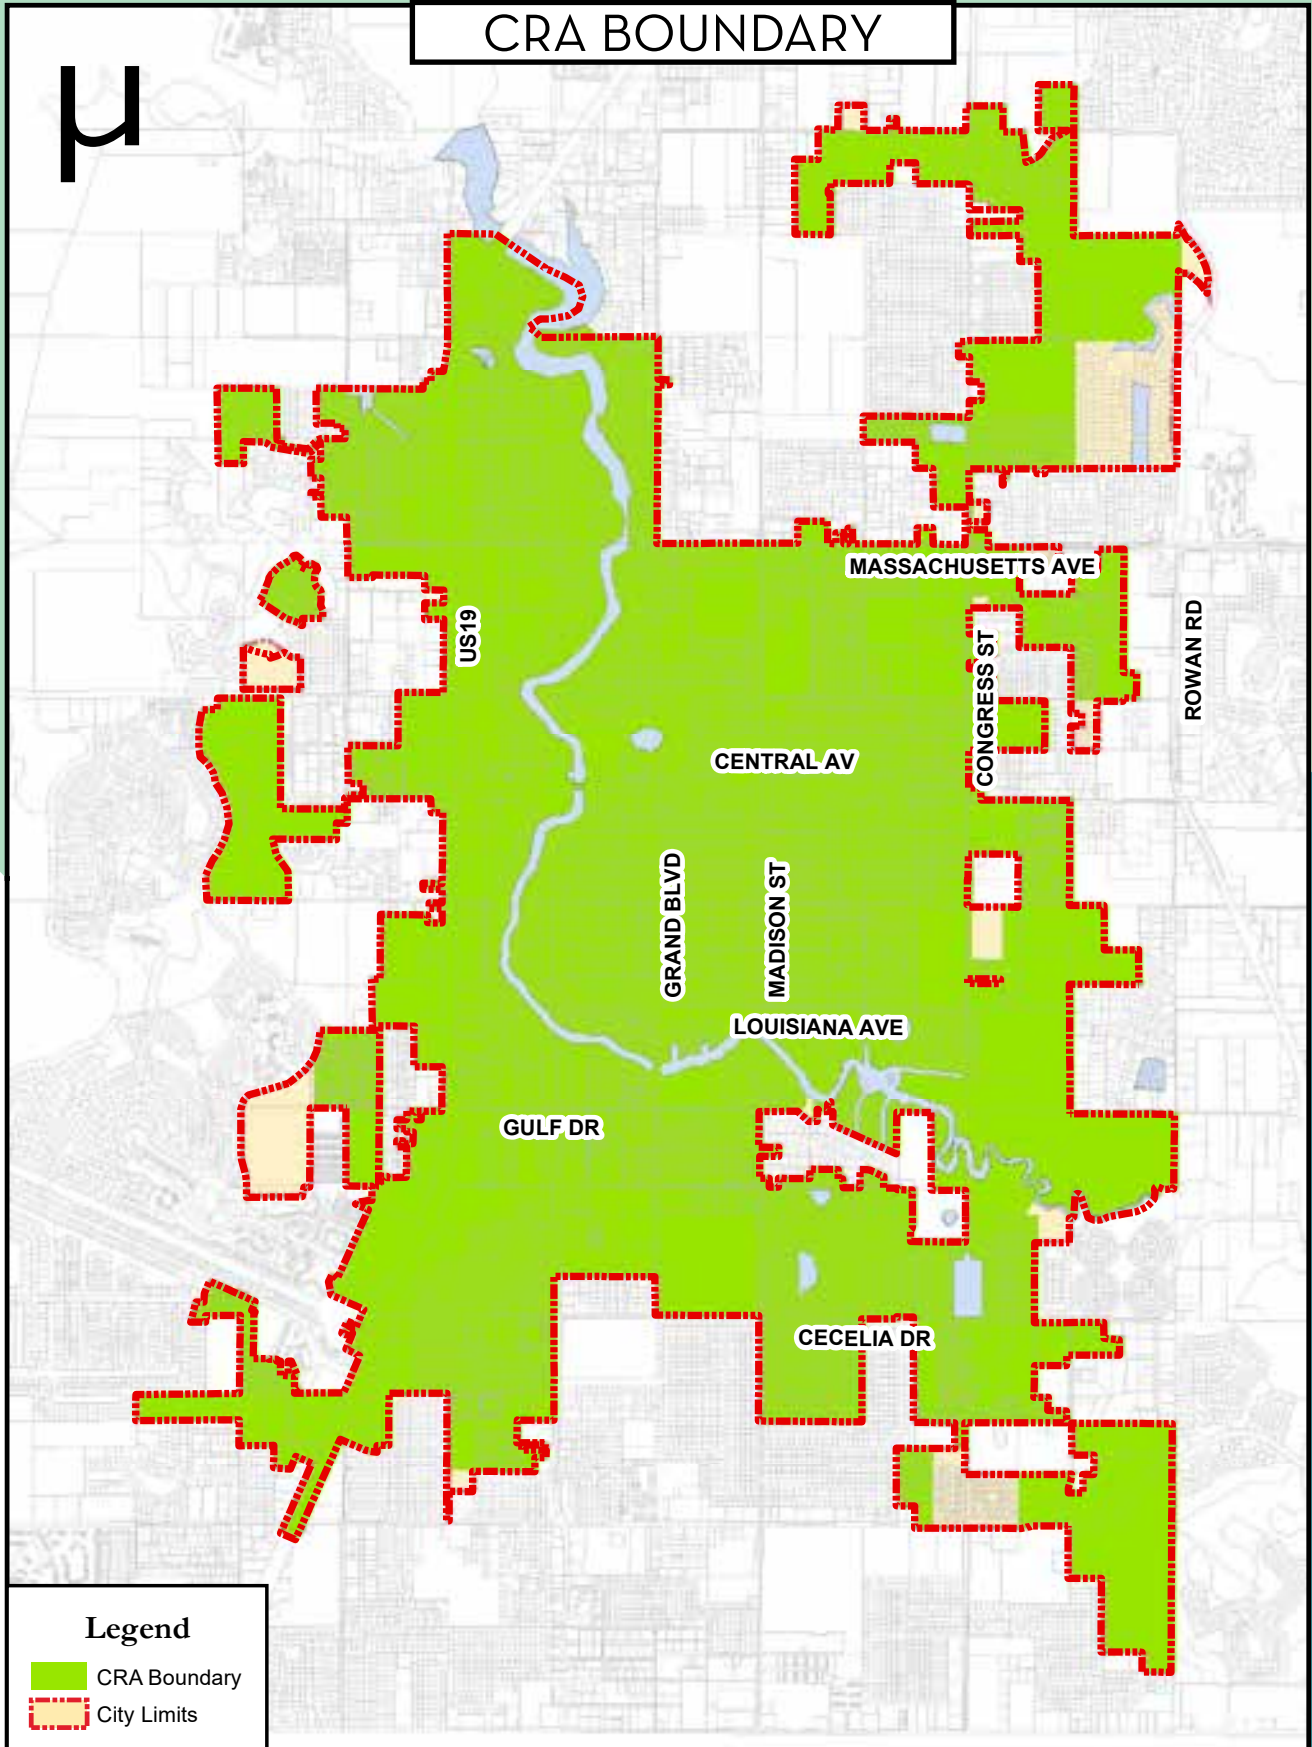 CRA BOUNDARY
µ
MASSACHUSETTS AVE
US19
ROWAN RD
CONGRESS ST
CENTRAL AV
GRAND BLVD
MADISON ST
LOUISIANA AVE
GULF DR
CECELIA DR
Legend
CRA Boundary
City Limits